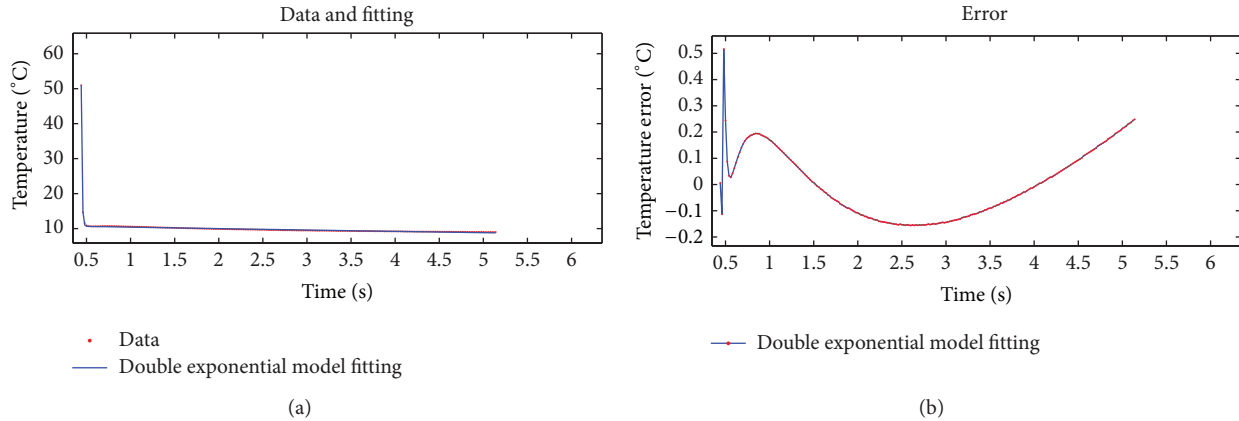 Data and fitting
Temperature (°C)
60
50
40
30
20
10
0.5 1 1.5 2 2.5 3 3.5 4 4.5 5 5.5 6
Time (s)
Data
Double exponential model fitting
(a)
Error
Temperature error (°C)
0.5
0.4
0.3
0.2
0.1
0
−0.1
−0.2
0.5 1 1.5 2 2.5 3 3.5 4 4.5 5 5.5 6
Time (s)
Double exponential model fitting
(b)